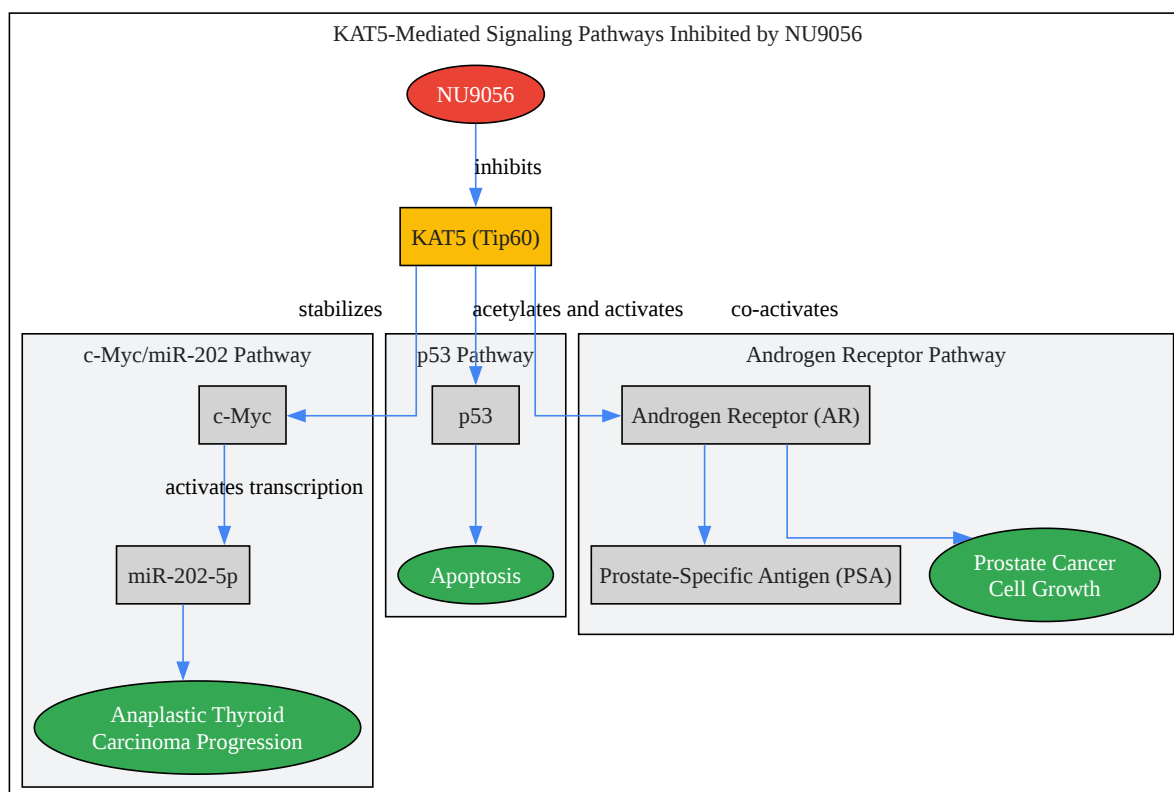 KAT5-Mediated Signaling Pathways Inhibited by NU9056
NU9056
inhibits
KAT5 (Tip60)
stabilizes
acetylates and activates
co-activates
c-Myc/miR-202 Pathway
p53 Pathway
Androgen Receptor Pathway
c-Myc
p53
Androgen Receptor (AR)
activates transcription
miR-202-5p
Apoptosis
Prostate-Specific Antigen (PSA)
Prostate Cancer
Cell Growth
Anaplastic Thyroid
Carcinoma Progression